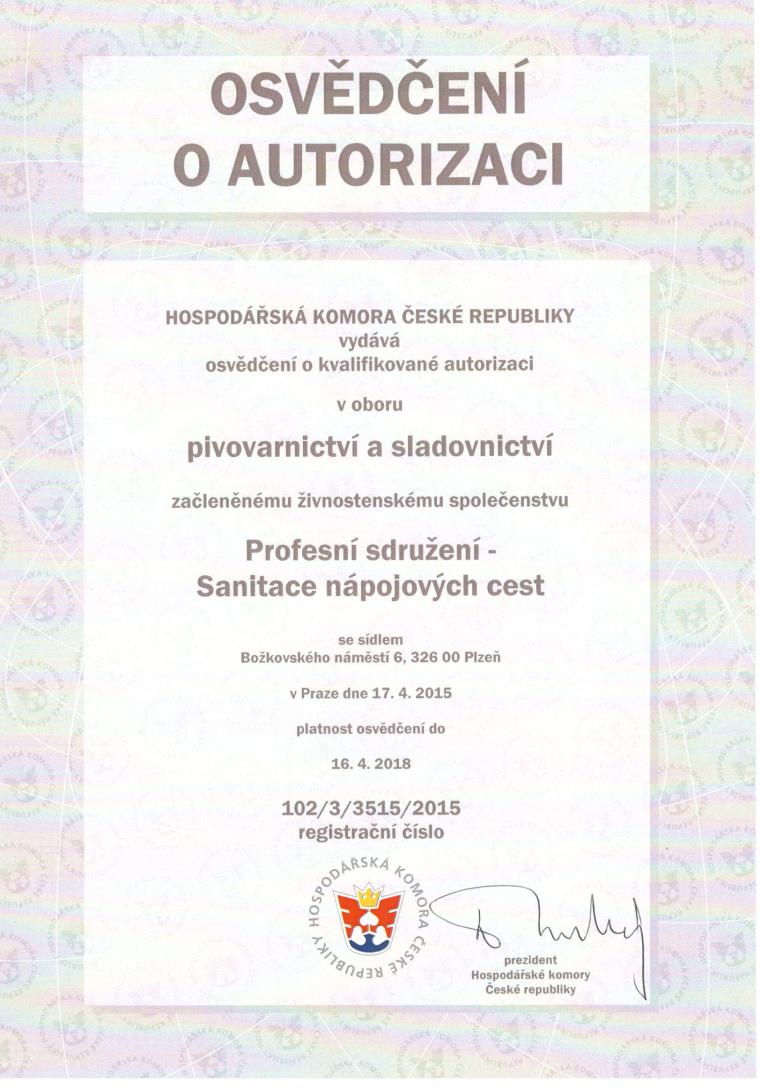 OSVĚDČENÍ
O AUTORIZACI
HOSPODÁŘSKÁ KOMORA ČESKÉ REPUBLIKY
vydává
osvědčení o kvalifikované autorizaci
v oboru
pivovarnictví a sladovnictví
začleněnému živnostenskému společenstvu
Profesní sdružení -
Sanitace nápojových cest
se sídlem
Božkovského náměstí 6, 326 00 Plzeň
v Praze dne 17. 4. 2015
platnost osvědčení do
16. 4. 2018
102/3/3515/2015
registrační číslo
HOSPODÁŘSKÁ KOMORA ČESKÉ REPUBLIKY
prezident
Hospodářské komory
České republiky